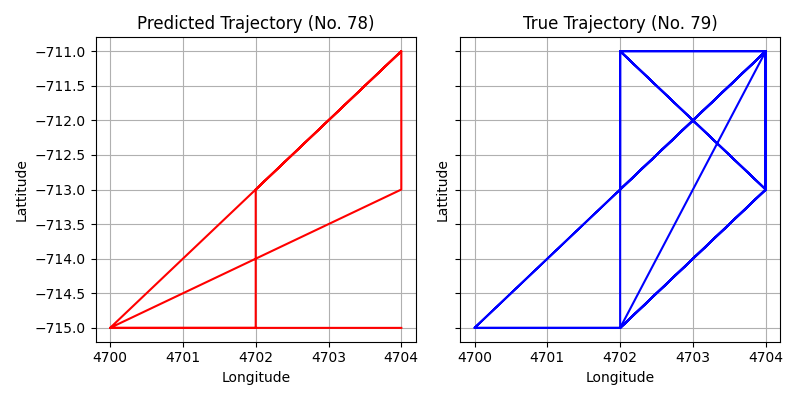 Predicted Trajectory (No. 78)
True Trajectory (No. 79)
−711.0
−711.5
−712.0
−712.5
−713.0
−713.5
−714.0
−714.5
−715.0
Lattitude
Lattitude
4700 4701 4702 4703 4704
4700 4701 4702 4703 4704
Longitude
Longitude